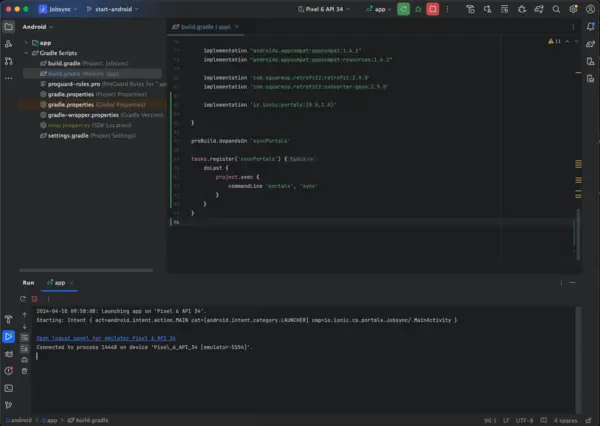 Jobsync
start-android
Pixel 6 API 34
app
Android
build.gradle (:app)
app
Gradle Scripts
build.gradle (Project: Jobsync)
build.gradle (Module :app)
proguard-rules.pro (ProGuard Rules for ":app"
gradle.properties (Project Properties)
gradle.properties (Global Properties)
gradle-wrapper.properties (Gradle Version)
local.properties (SDK Location)
settings.gradle (Project Settings)
11
implementation "androidx.appcompat:appcompat:1.6.1"
implementation "androidx.appcompat:appcompat-resources:1.6.1"
implementation 'com.squareup.retrofit2:retrofit:2.9.0'
implementation 'com.squareup.retrofit2:converter-gson:2.9.0'
implementation 'io.ionic:portals:[0.9,1.0)'
}
preBuild.dependsOn 'syncPortals'
tasks.register('syncPortals') {
doLast {
project.exec {
commandLine 'portals', 'sync'
}
}
}
96
Run
app
2024-04-18 09:58:08: Launching app on 'Pixel 6 API 34'.
Starting: Intent { act=android.intent.action.MAIN cat=[android.intent.category.LAUNCHER] cmp=io.ionic.cs.portals.Jobsync/.MainActivity }
Open logcat panel for emulator Pixel 6 API 34
Connected to process 14468 on device 'Pixel_6_API_34 [emulator-5554]'.
android > app > build.gradle
96:1 LF UTF-8 4 spaces